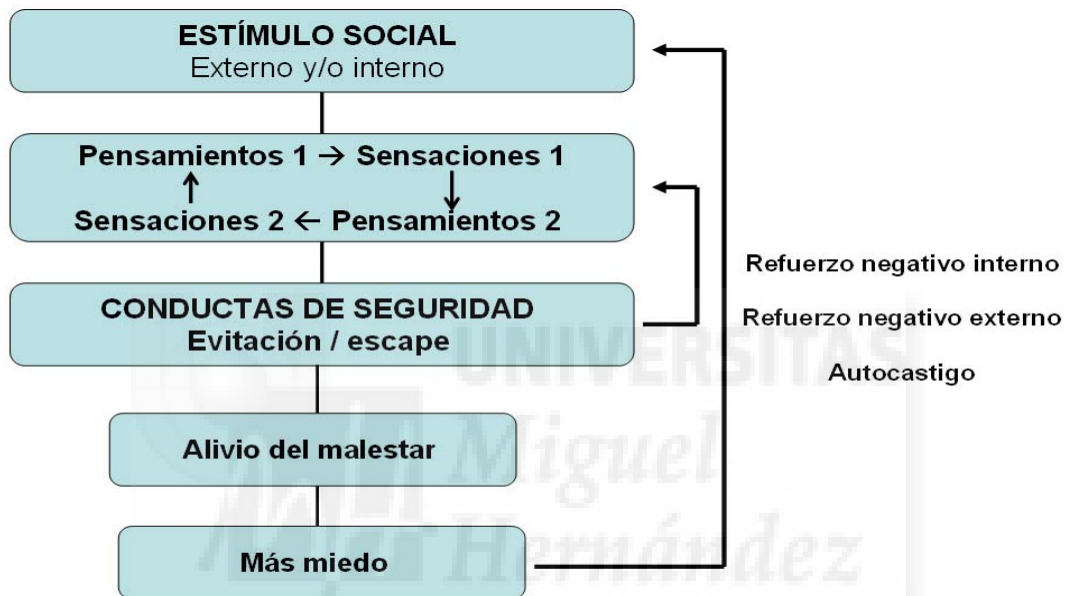 ESTÍMULO SOCIAL
Externo y/o interno
Pensamientos 1 → Sensaciones 1
Sensaciones 2 ← Pensamientos 2
CONDUCTAS DE SEGURIDAD
Evitación / escape
Alivio del malestar
Más miedo
Refuerzo negativo interno
Refuerzo negativo externo
Autocastigo
UNIVERSITAS
Miguel
Hernández